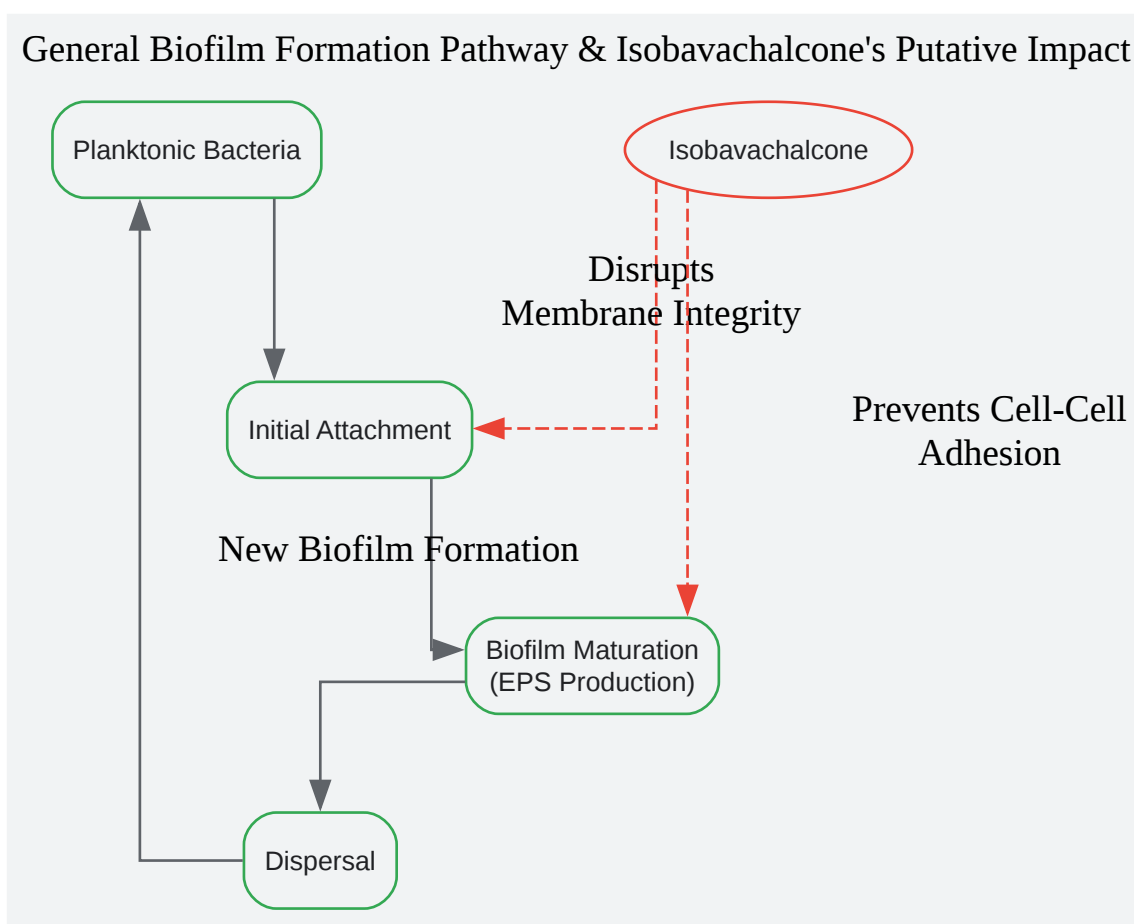 General Biofilm Formation Pathway & Isobavachalcone's Putative Impact
Planktonic Bacteria
Isobavachalcone
Disrupts
Membrane Integrity
Prevents Cell-Cell
Adhesion
Initial Attachment
New Biofilm Formation
Biofilm Maturation
(EPS Production)
Dispersal